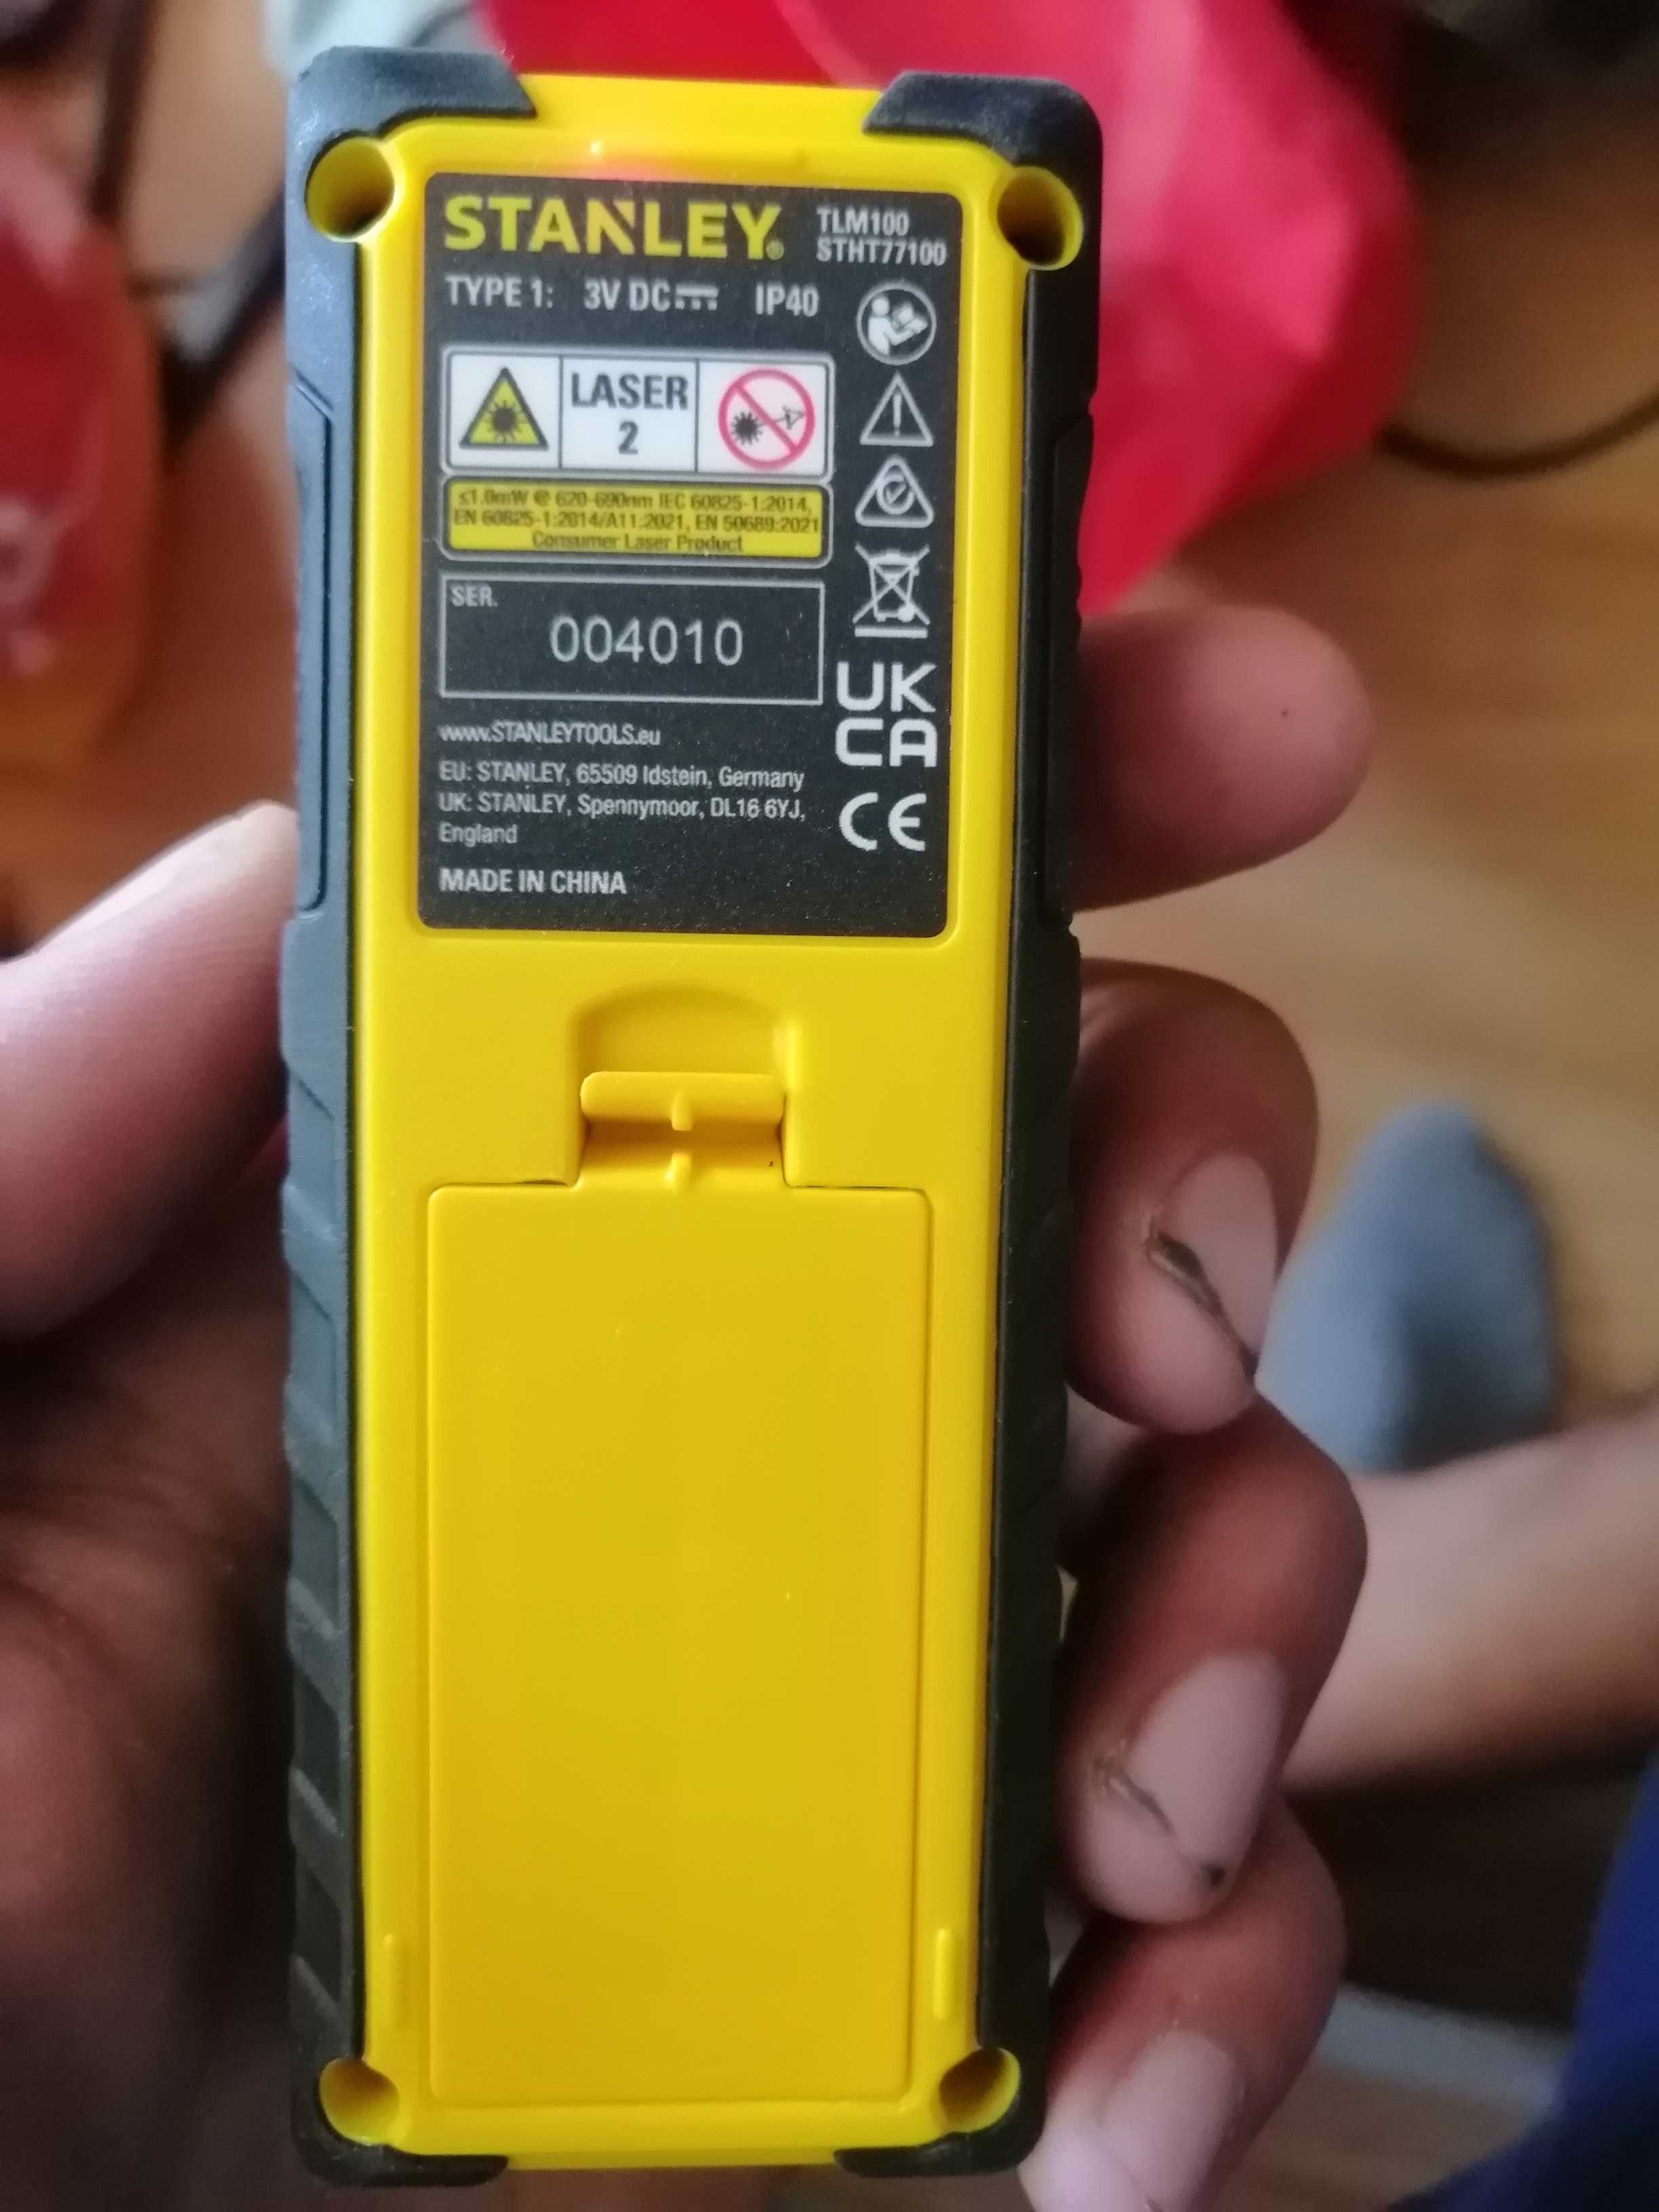 STANLEY®
TLM100
STHT77100
TYPE 1: 3V DC IP40
LASER
2
≤1.0mW @ 620-690nm IEC 60825-1:2014,
EN 60825-1:2014/A11:2021, EN 50689:2021
Consumer Laser Product
SER.
004010
www.STANLEYTOOLS.eu
EU: STANLEY, 65509 Idstein, Germany
UK: STANLEY, Spennymoor, DL16 6YJ,
England
MADE IN CHINA
UK
CA
CE